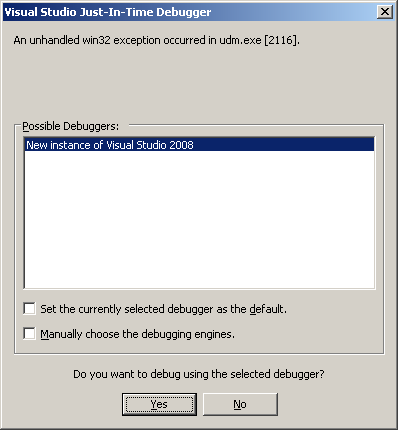 Visual Studio Just-In-Time Debugger
An unhandled win32 exception occurred in udm.exe [2116].
Possible Debuggers:
New instance of Visual Studio 2008
Set the currently selected debugger as the default.
Manually choose the debugging engines.
Do you want to debug using the selected debugger?
Yes No